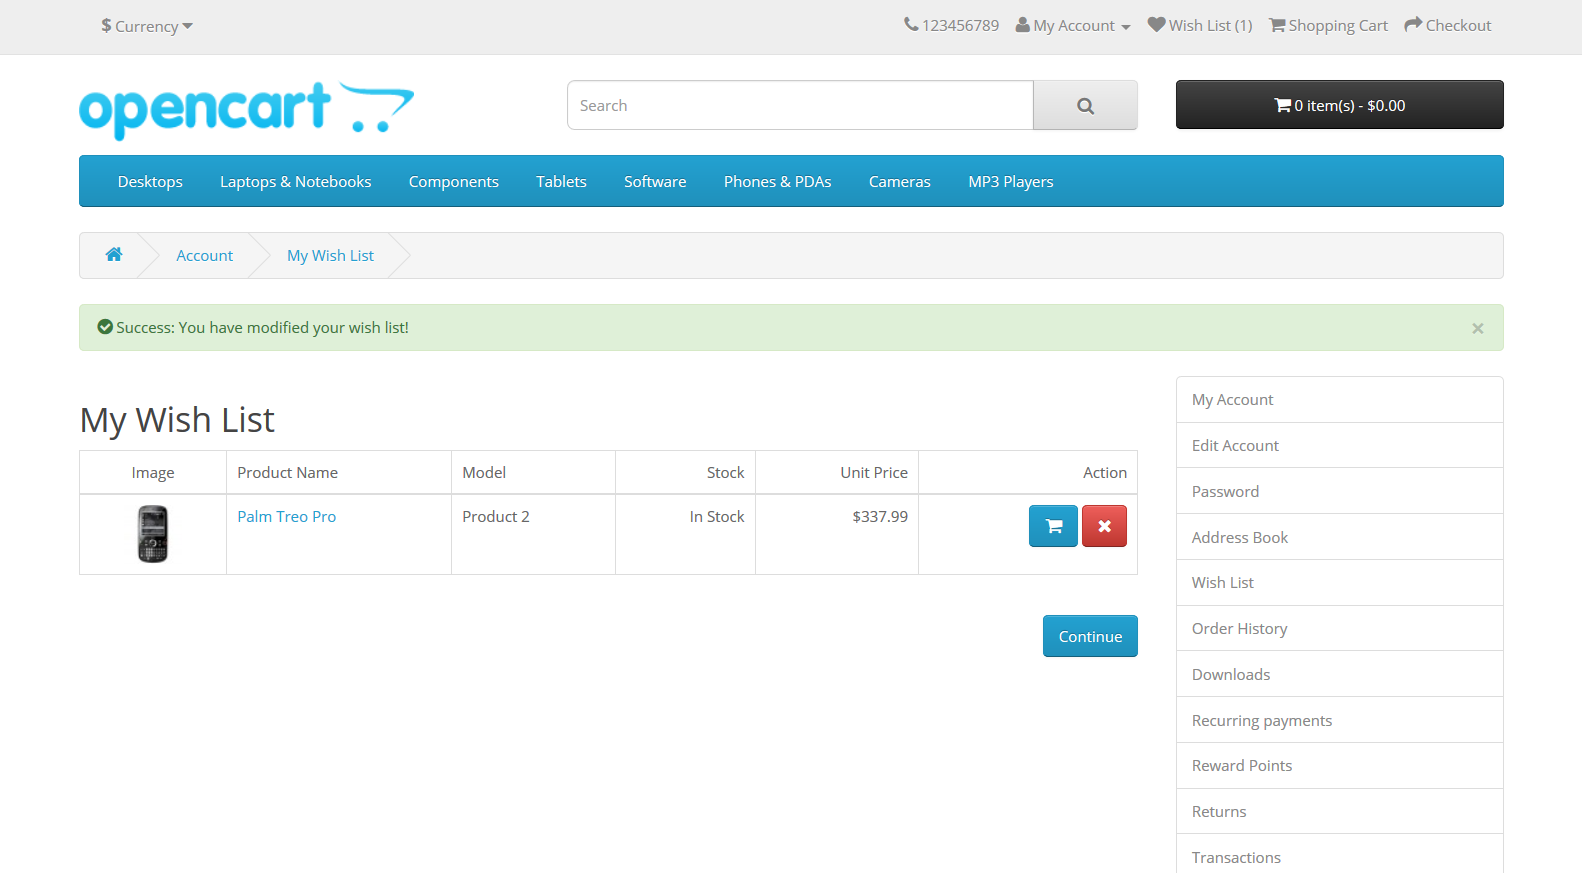 $ Currency
123456789 My Account Wish List (1) Shopping Cart Checkout
opencart
Search
0 item(s) - $0.00
Desktops Laptops & Notebooks Components Tablets Software Phones & PDAs Cameras MP3 Players
Account My Wish List
Success: You have modified your wish list!
×
My Wish List
Image Product Name Model Stock Unit Price Action
Palm Treo Pro Product 2 In Stock $337.99
Continue
My Account
Edit Account
Password
Address Book
Wish List
Order History
Downloads
Recurring payments
Reward Points
Returns
Transactions